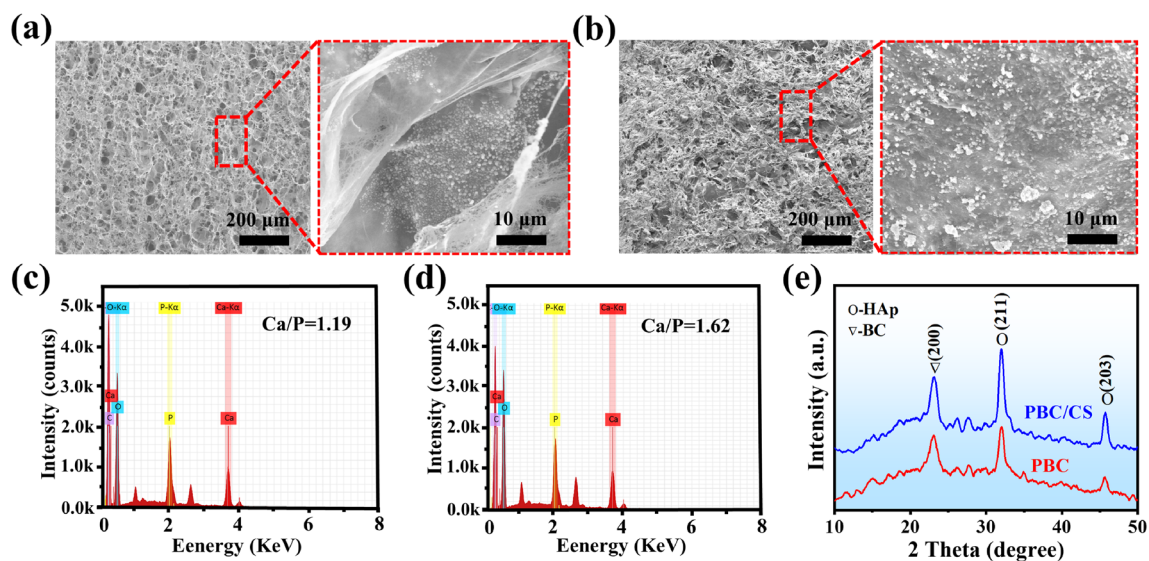 (a)
200 μm
10 μm
(b)
200 μm
10 μm
(c)
Intensity (counts)
5.0k
3.0k
2.0k
1.0k
0.0k
O-Kα
P-Kα
Ca-Kα
Ca/P=1.19
Ca
O
C
P
Ca
0
2
4
6
8
Eenergy (KeV)
(d)
Intensity (counts)
5.0k
3.0k
2.0k
1.0k
0.0k
O-Kα
P-Kα
Ca-Kα
Ca/P=1.62
Ca
O
C
P
Ca
0
2
4
6
8
Eenergy (KeV)
(e)
Intensity (a.u.)
O-HAp
▽-BC
▽(200)
O(211)
O(203)
PBC/CS
PBC
10
20
30
40
50
2 Theta (degree)